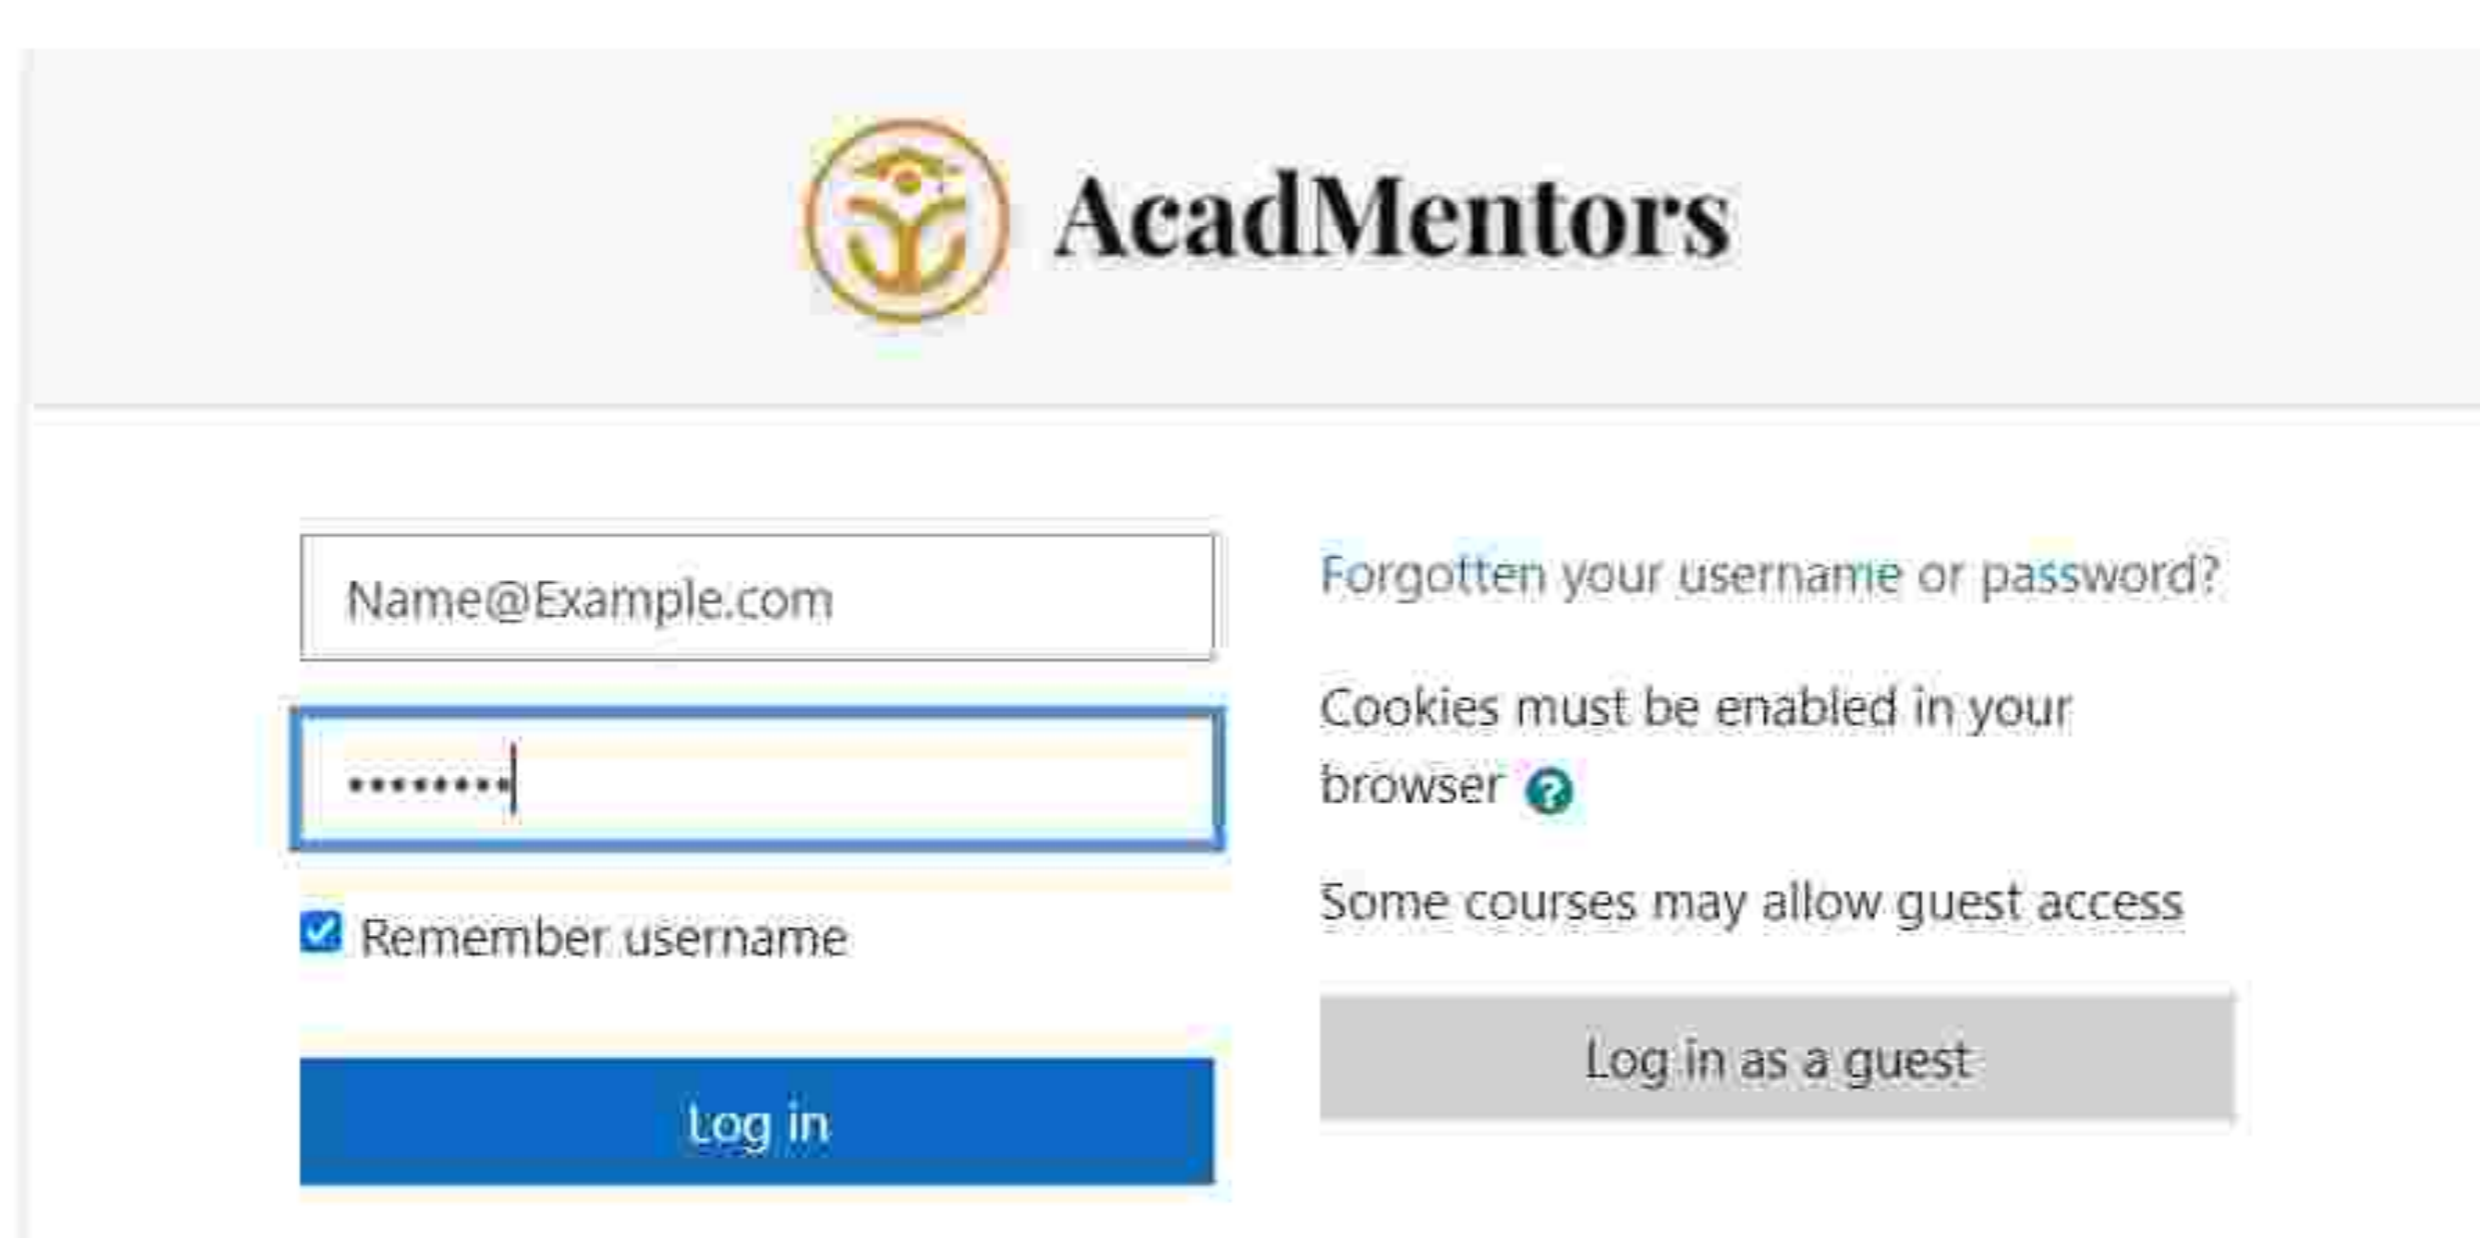 AcadMentors
Name@Example.com
••••••••
Remember username
Log in
Forgotten your username or password?
Cookies must be enabled in your
browser ?
Some courses may allow guest access
Log in as a guest